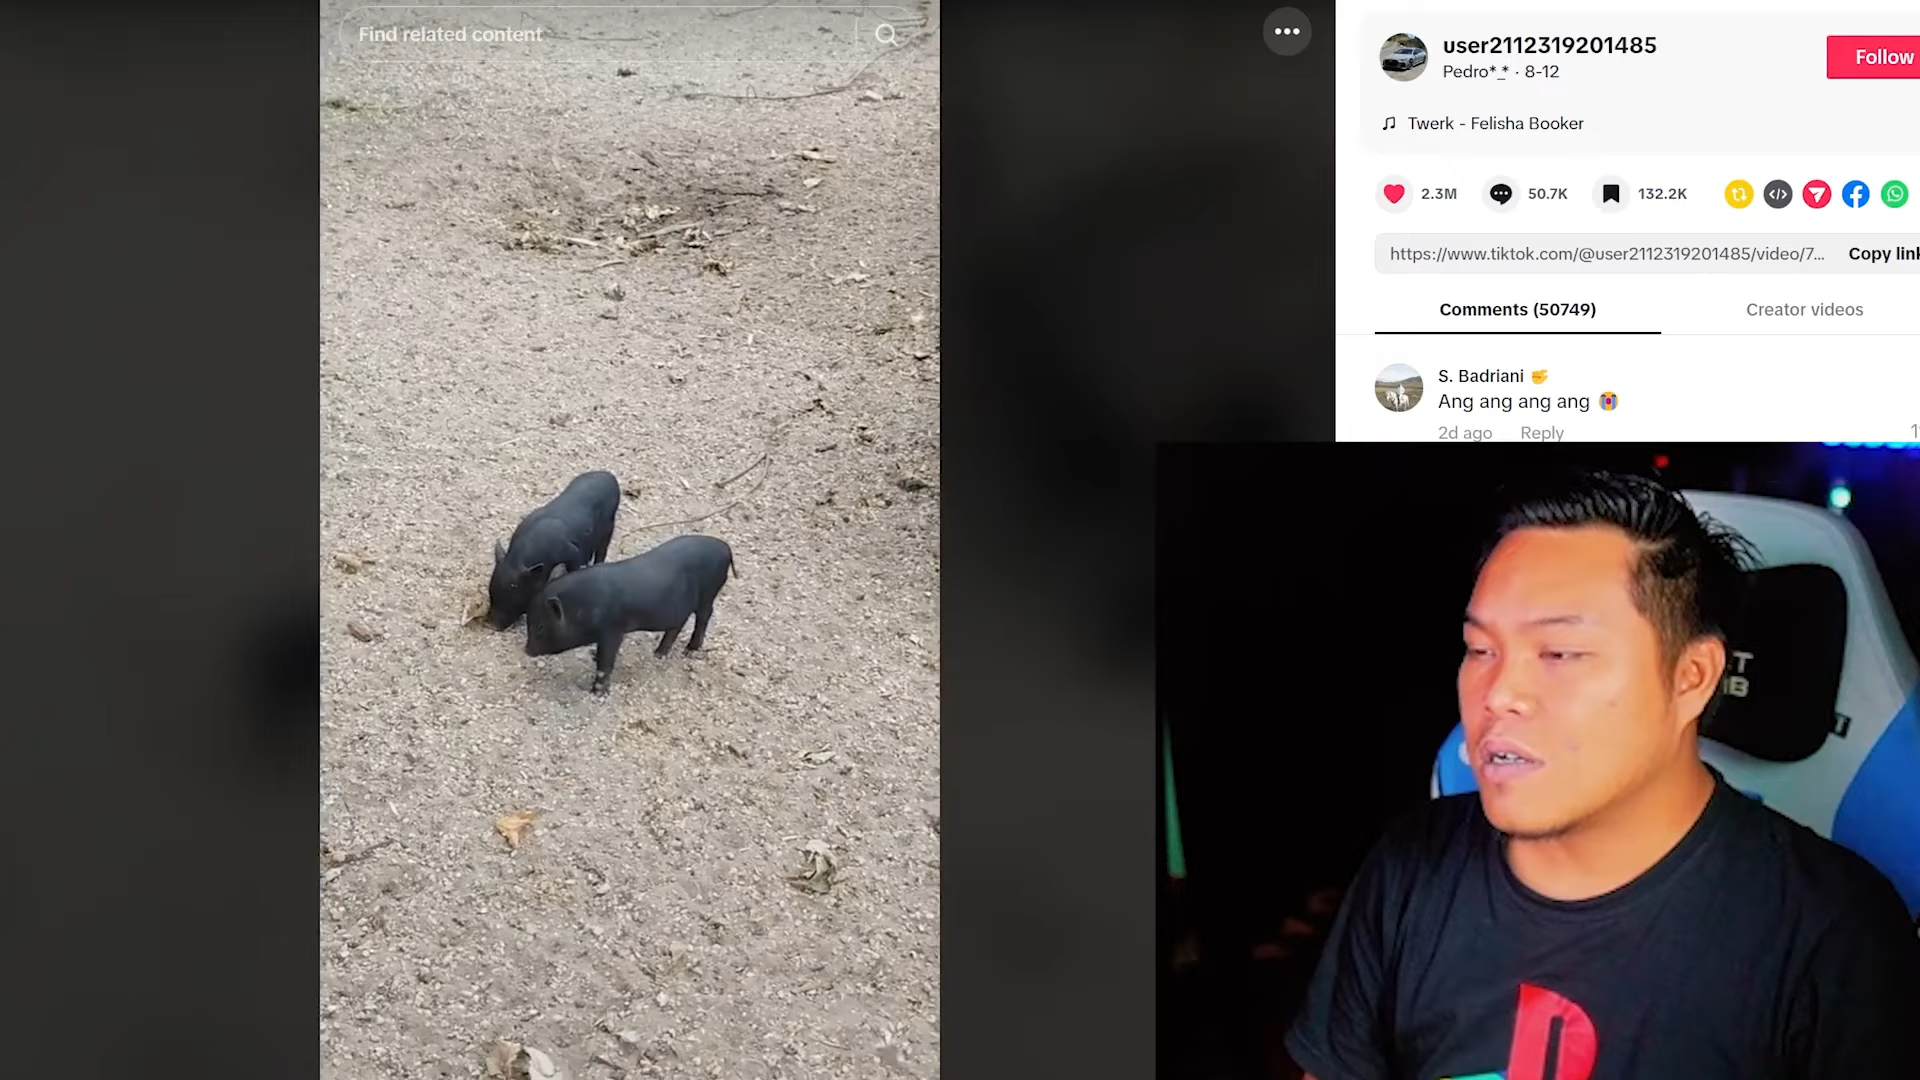 Find related content
user2112319201485
Pedro*_* · 8-12
Follow
Twerk - Felisha Booker
2.3M
50.7K
132.2K
https://www.tiktok.com/@user2112319201485/video/7...
Copy link
Comments (50749)
Creator videos
S. Badriani
Ang ang ang ang
2d ago
Reply